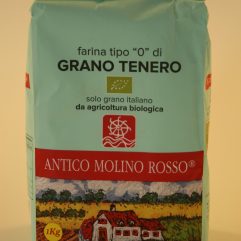 farina tipo "0" di
GRANO TENERO
solo grano italiano
da agricoltura biologica
ANTICO MOLINO ROSSO®
1Kg